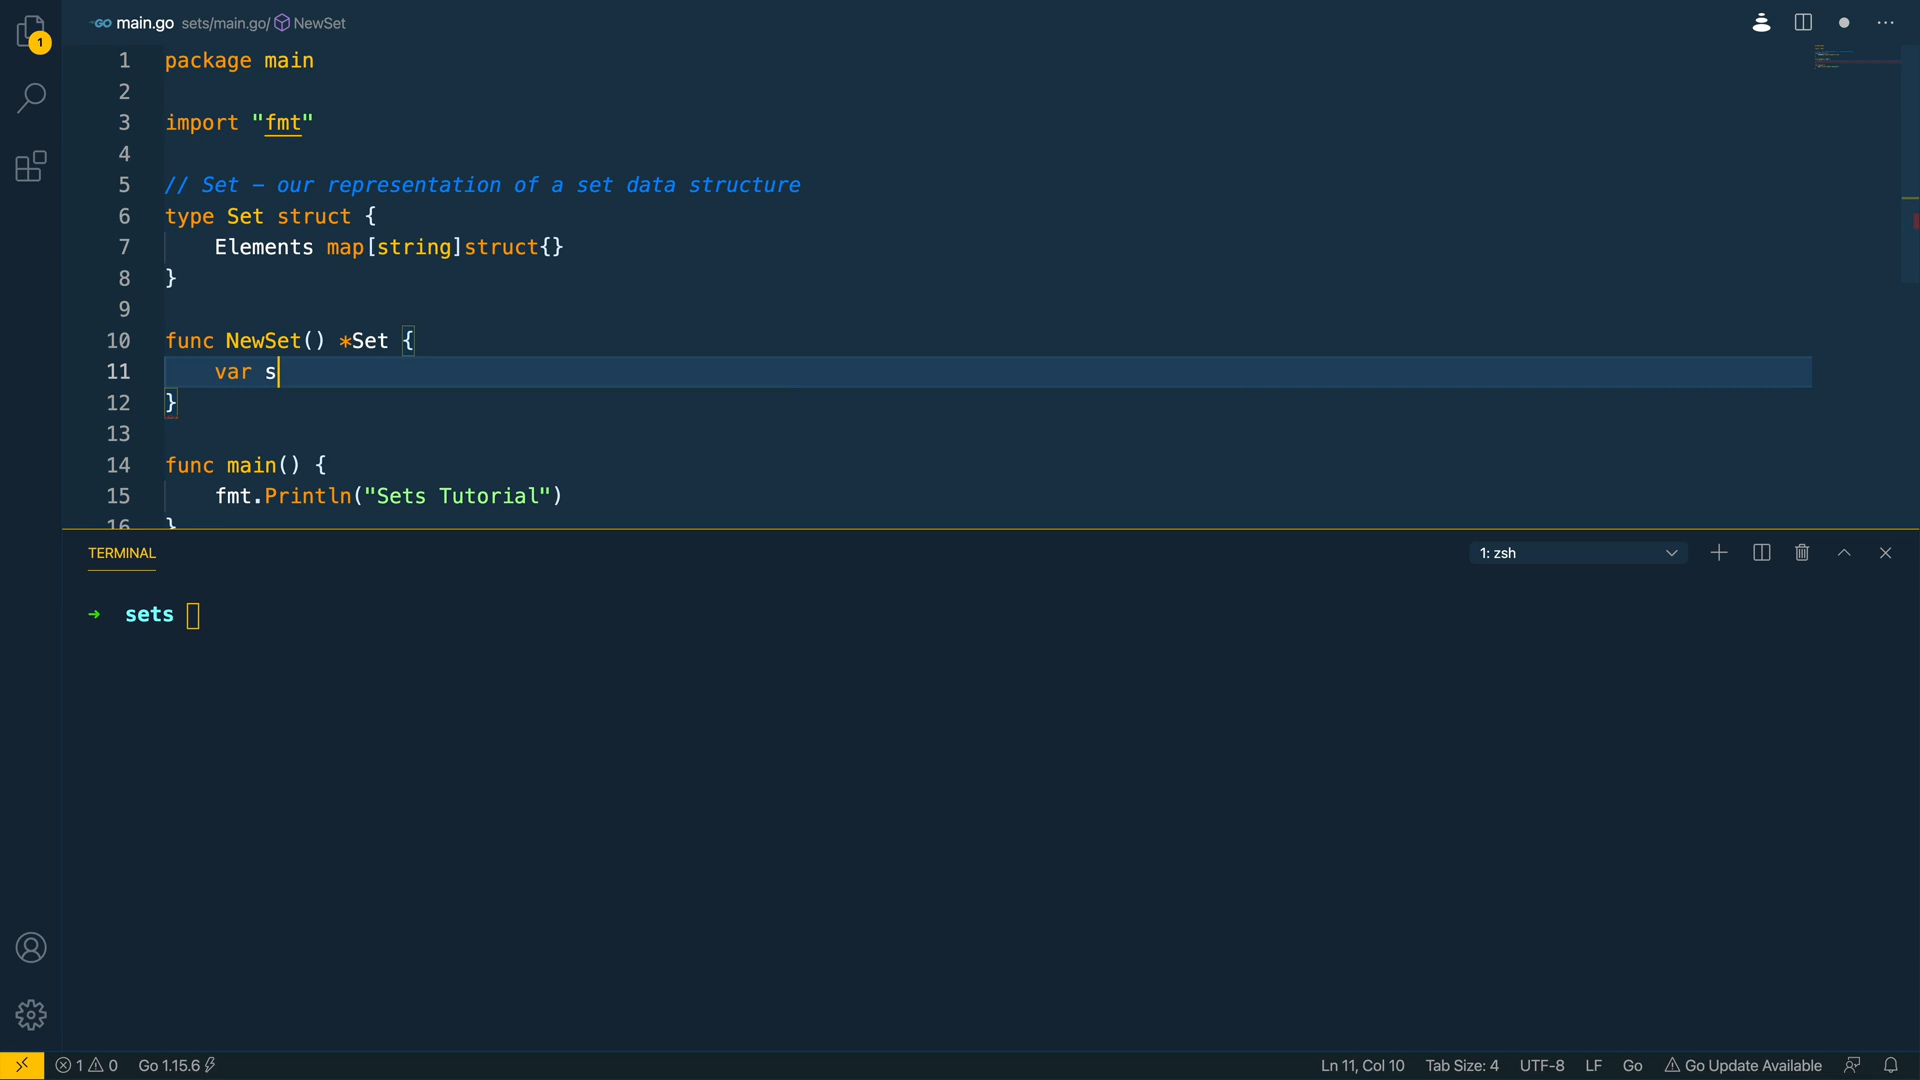 GO main.go sets/main.go/ NewSet
1
1 package main
2
3 import "fmt"
4
5 // Set – our representation of a set data structure
6 type Set struct {
7 Elements map[string]struct{}
8 }
9
10 func NewSet() *Set {
11 var s
12 }
13
14 func main() {
15 fmt.Println("Sets Tutorial")
16 }
TERMINAL
1: zsh
➜ sets
1 0 Go 1.15.6
Ln 11, Col 10 Tab Size: 4 UTF-8 LF Go Go Update Available